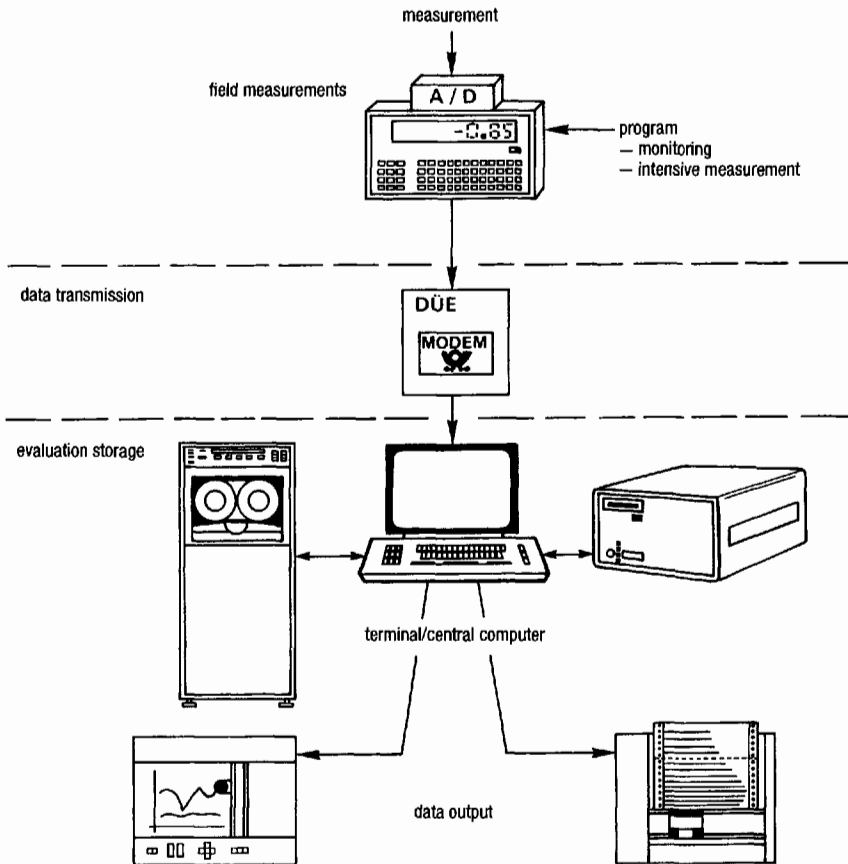 measurement
field measurements
A / D
-0.85
program
– monitoring
– intensive measurement
data transmission
DÜE
MODEM
evaluation storage
terminal/central computer
data output